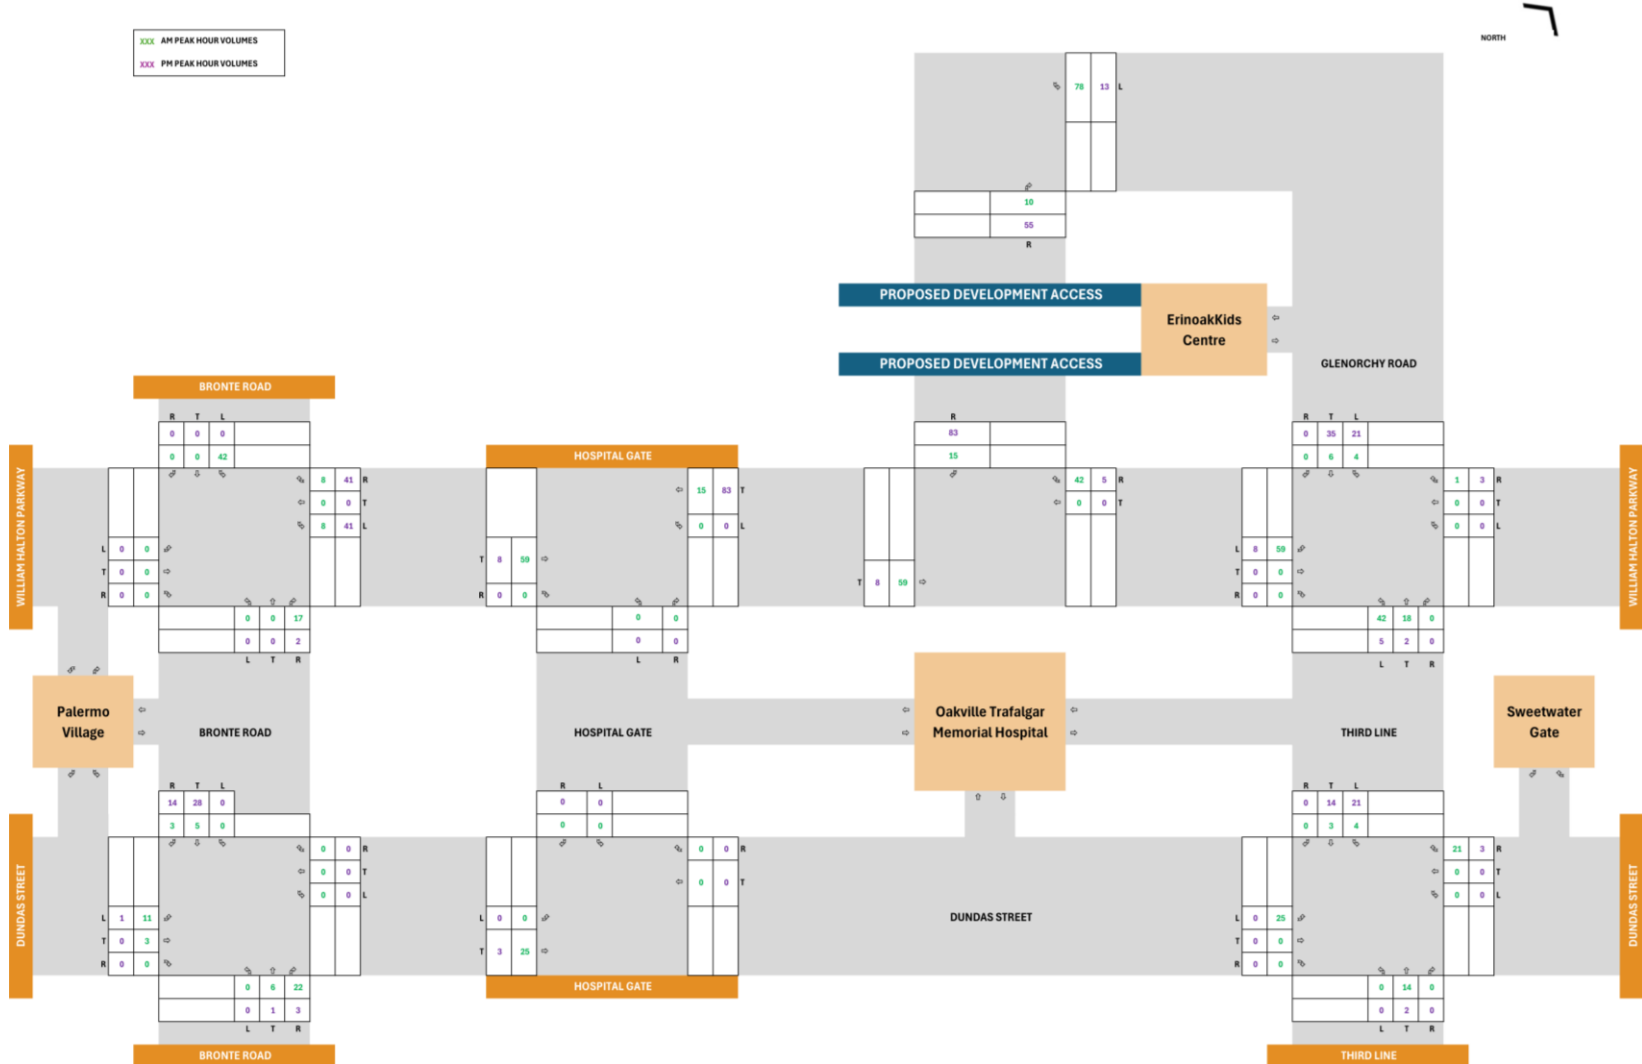 NORTH
XXX AM PEAK HOUR VOLUMES
XXX PM PEAK HOUR VOLUMES
78 13 L
10
55
R
PROPOSED DEVELOPMENT ACCESS
ErinoakKids
Centre
PROPOSED DEVELOPMENT ACCESS
GLENORCHY ROAD
BRONTE ROAD
R T L
0 0 0
0 0 42
8 41 R
0 0 T
8 41 L
L 0 0
T 0 0
R 0 0
0 0 17
0 0 2
L T R
WILLIAM HALTON PARKWAY
HOSPITAL GATE
15 83 T
0 0 L
T 8 59
R 0 0
0 0
0 0
L R
R
83
15
42 5 R
0 0 T
T 8 59
R T L
0 35 21
0 6 4
1 3 R
0 0 T
0 0 L
L 8 59
T 0 0
R 0 0
42 18 0
5 2 0
L T R
WILLIAM HALTON PARKWAY
Palermo
Village
BRONTE ROAD
HOSPITAL GATE
Oakville Trafalgar
Memorial Hospital
THIRD LINE
Sweetwater
Gate
R T L
14 28 0
3 5 0
0 0 R
0 0 T
0 0 L
L 1 11
T 0 3
R 0 0
0 6 22
0 1 3
L T R
DUNDAS STREET
BRONTE ROAD
R L
0 0
0 0
0 0 R
0 0 T
L 0 0
T 3 25
HOSPITAL GATE
DUNDAS STREET
R T L
0 14 21
0 3 4
21 3 R
0 0 T
0 0 L
L 0 25
T 0 0
R 0 0
0 14 0
0 2 0
L T R
THIRD LINE
DUNDAS STREET